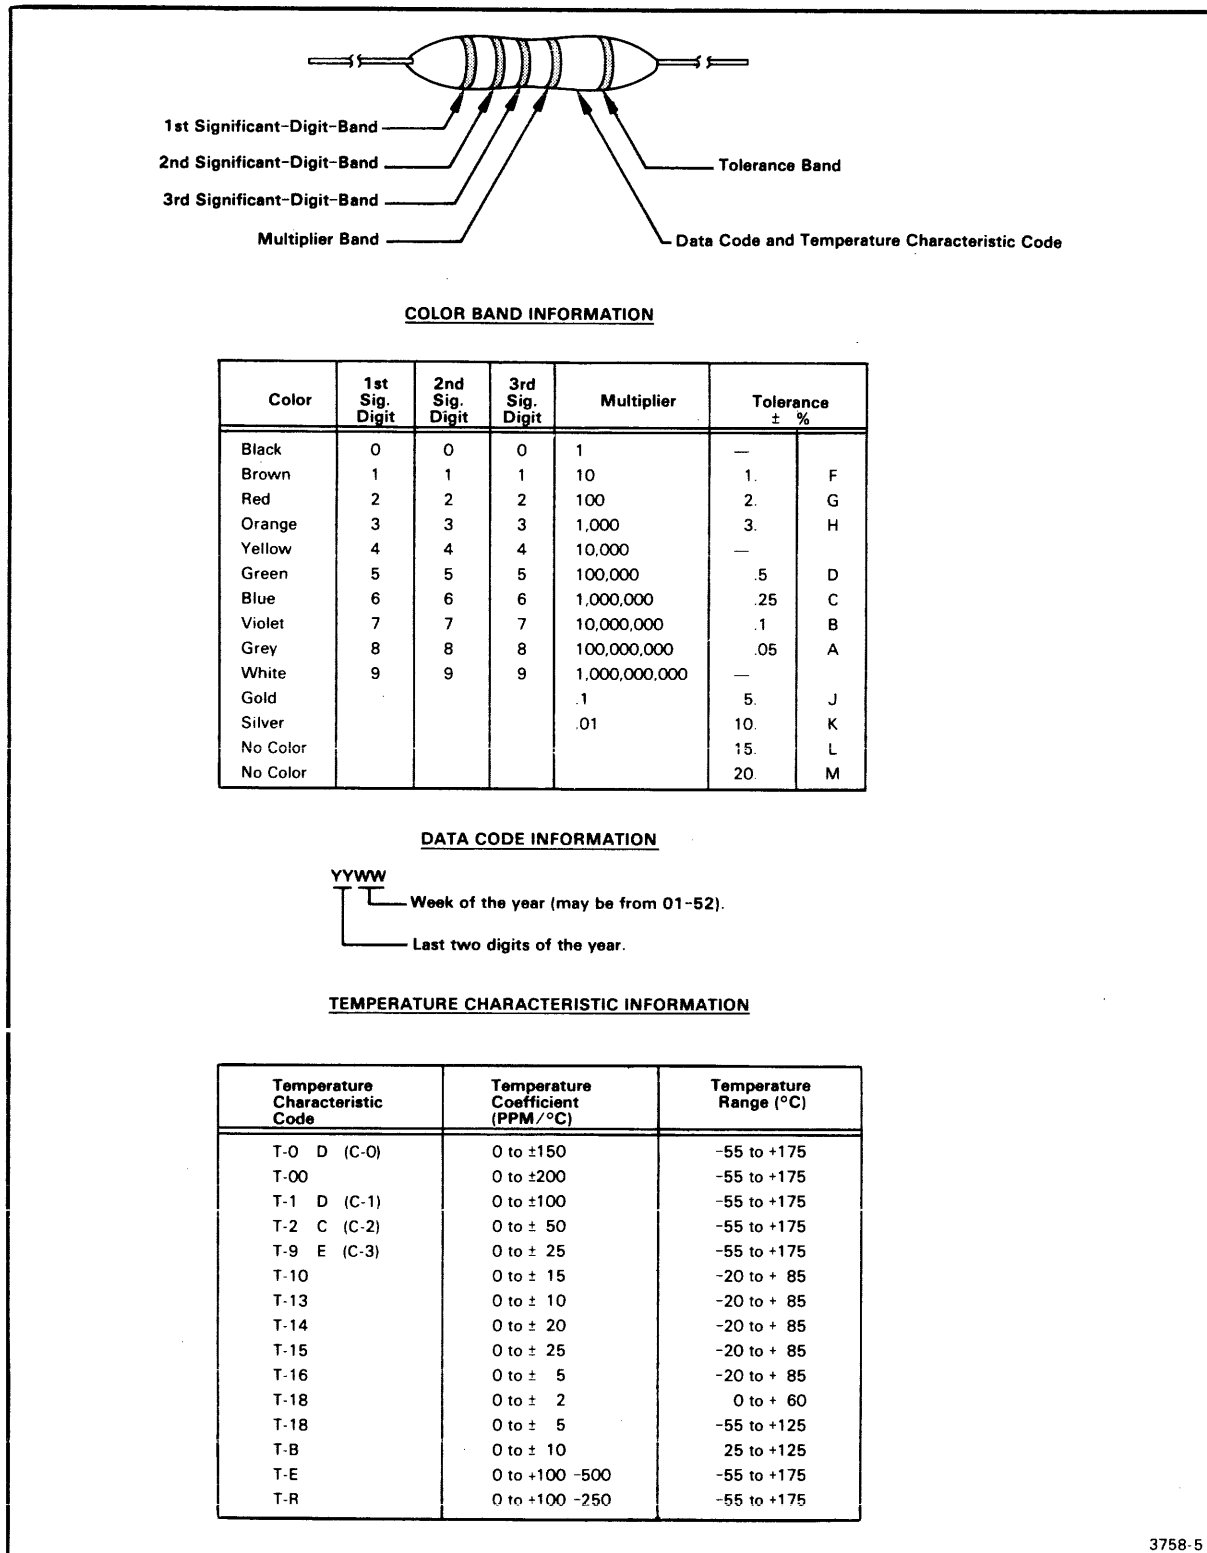 1st Significant-Digit-Band
2nd Significant-Digit-Band
Tolerance Band
3rd Significant-Digit-Band
Multiplier Band
Data Code and Temperature Characteristic Code
COLOR BAND INFORMATION
Color 1st Sig. Digit 2nd Sig. Digit 3rd Sig. Digit Multiplier Tolerance ± %
Black 0 0 0 1 —
Brown 1 1 1 10 1. F
Red 2 2 2 100 2. G
Orange 3 3 3 1,000 3. H
Yellow 4 4 4 10,000 —
Green 5 5 5 100,000 .5 D
Blue 6 6 6 1,000,000 .25 C
Violet 7 7 7 10,000,000 .1 B
Grey 8 8 8 100,000,000 .05 A
White 9 9 9 1,000,000,000 —
Gold .1 5. J
Silver .01 10. K
No Color 15. L
No Color 20. M
DATA CODE INFORMATION
YYWW
Week of the year (may be from 01-52).
Last two digits of the year.
TEMPERATURE CHARACTERISTIC INFORMATION
Temperature Characteristic Code Temperature Coefficient (PPM/°C) Temperature Range (°C)
T-0 D (C-0) 0 to ±150 -55 to +175
T-00 0 to ±200 -55 to +175
T-1 D (C-1) 0 to ±100 -55 to +175
T-2 C (C-2) 0 to ± 50 -55 to +175
T-9 E (C-3) 0 to ± 25 -55 to +175
T-10 0 to ± 15 -20 to + 85
T-13 0 to ± 10 -20 to + 85
T-14 0 to ± 20 -20 to + 85
T-15 0 to ± 25 -20 to + 85
T-16 0 to ± 5 -20 to + 85
T-18 0 to ± 2 0 to + 60
T-18 0 to ± 5 -55 to +125
T-B 0 to ± 10 25 to +125
T-E 0 to +100 -500 -55 to +175
T-R 0 to +100 -250 -55 to +175
3758-5